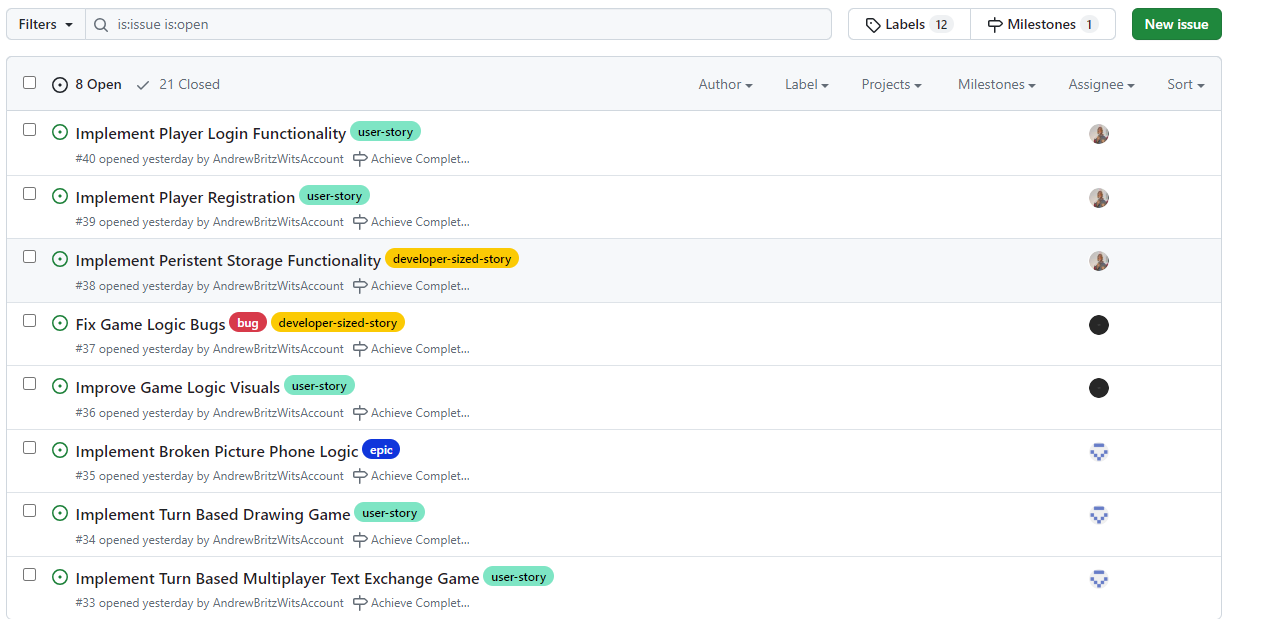 Filters is:issue is:open Labels 12 Milestones 1 New issue
8 Open 21 Closed Author Label Projects Milestones Assignee Sort
Implement Player Login Functionality user-story
#40 opened yesterday by AndrewBritzWitsAccount Achieve Complet...
Implement Player Registration user-story
#39 opened yesterday by AndrewBritzWitsAccount Achieve Complet...
Implement Peristent Storage Functionality developer-sized-story
#38 opened yesterday by AndrewBritzWitsAccount Achieve Complet...
Fix Game Logic Bugs bug developer-sized-story
#37 opened yesterday by AndrewBritzWitsAccount Achieve Complet...
Improve Game Logic Visuals user-story
#36 opened yesterday by AndrewBritzWitsAccount Achieve Complet...
Implement Broken Picture Phone Logic epic
#35 opened yesterday by AndrewBritzWitsAccount Achieve Complet...
Implement Turn Based Drawing Game user-story
#34 opened yesterday by AndrewBritzWitsAccount Achieve Complet...
Implement Turn Based Multiplayer Text Exchange Game user-story
#33 opened yesterday by AndrewBritzWitsAccount Achieve Complet...